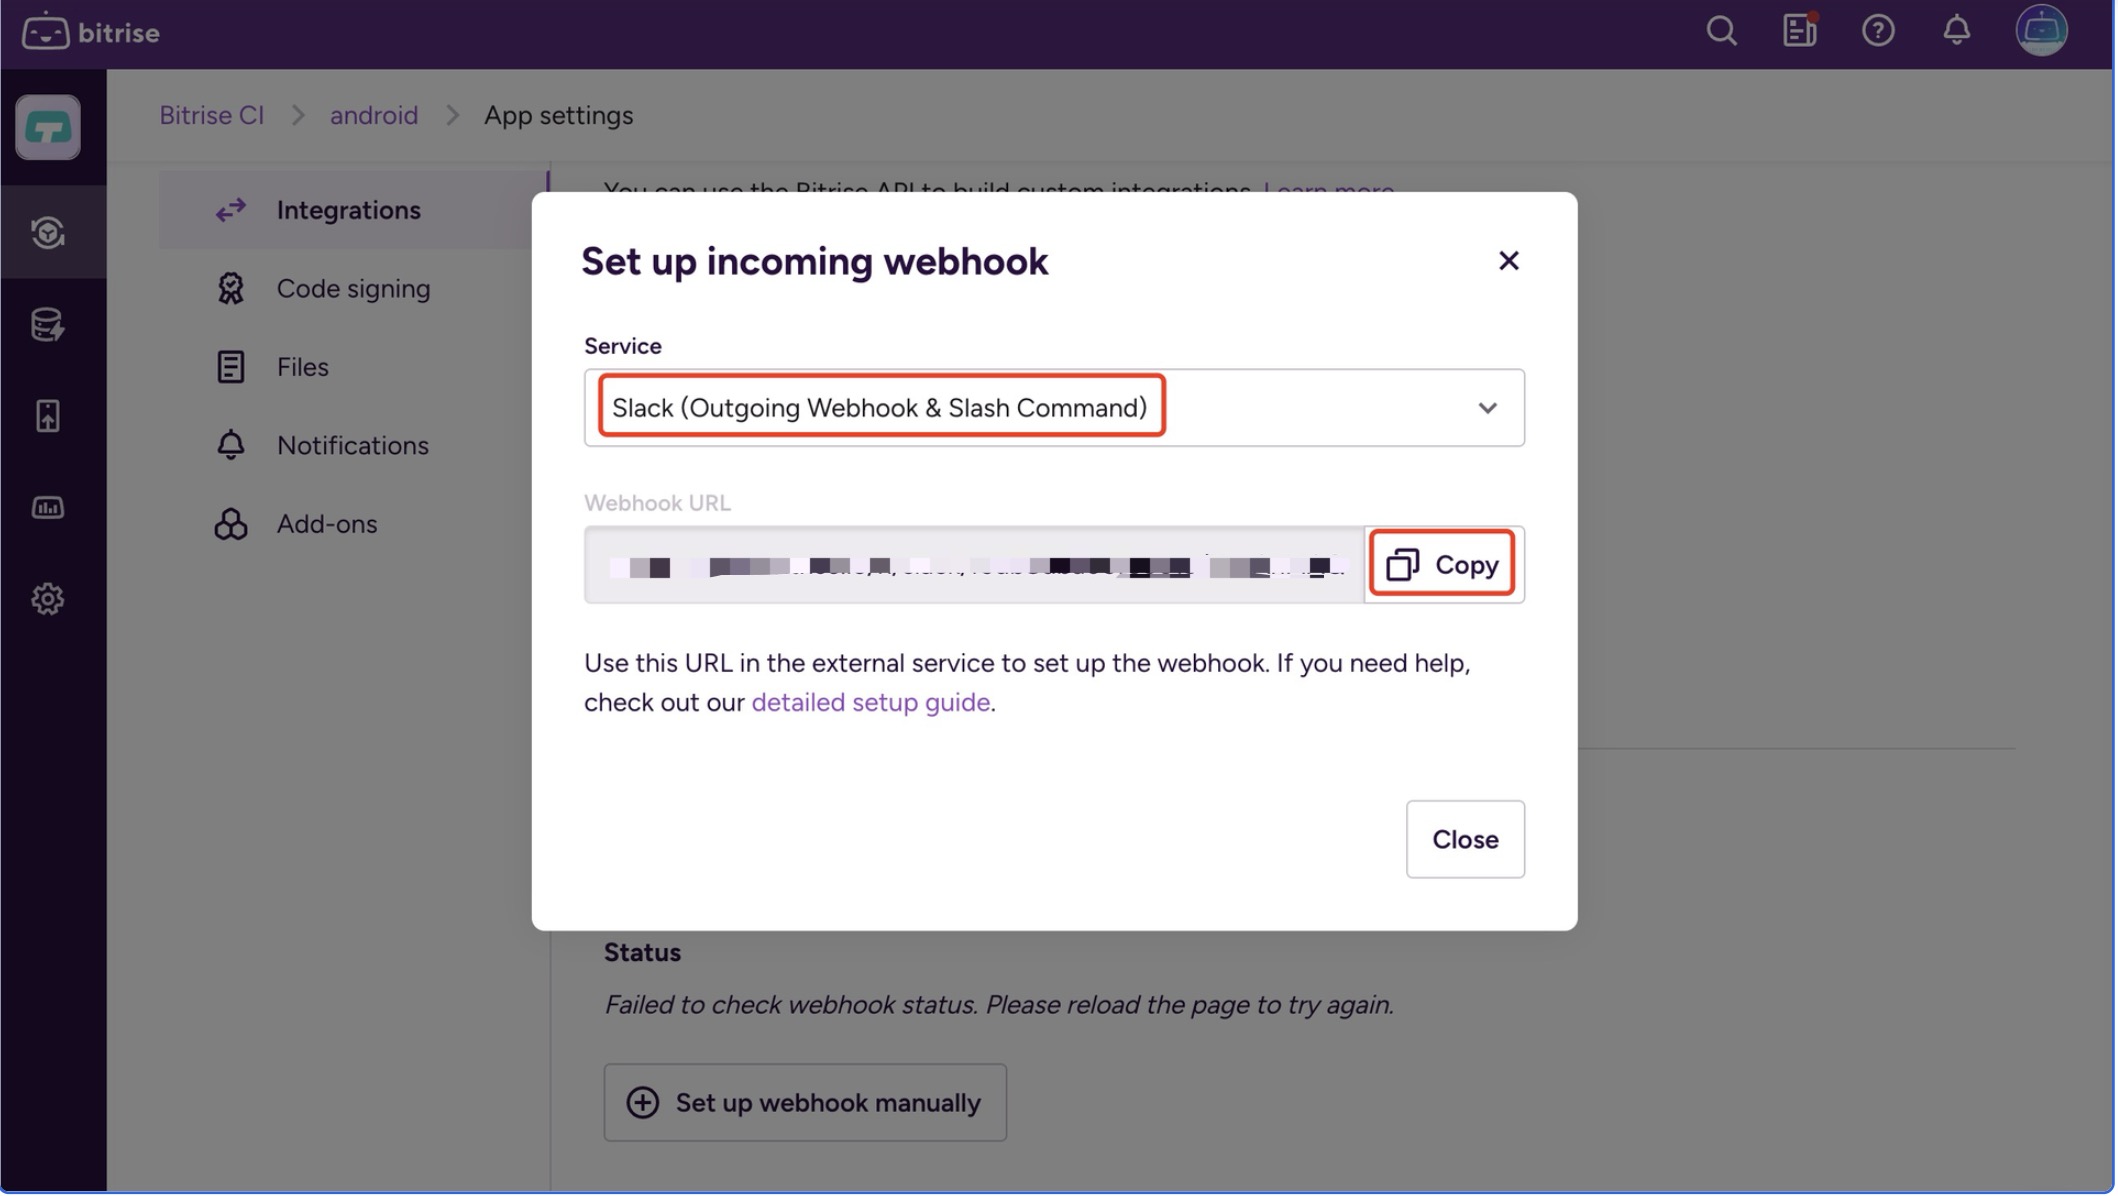 bitrise
Bitrise CI > android > App settings
You can use the Bitrise API to build custom integrations. Learn more
Integrations
Code signing
Files
Notifications
Add-ons
Set up incoming webhook
Service
Slack (Outgoing Webhook & Slash Command)
Webhook URL
Copy
Use this URL in the external service to set up the webhook. If you need help,
check out our detailed setup guide.
Close
Status
Failed to check webhook status. Please reload the page to try again.
Set up webhook manually